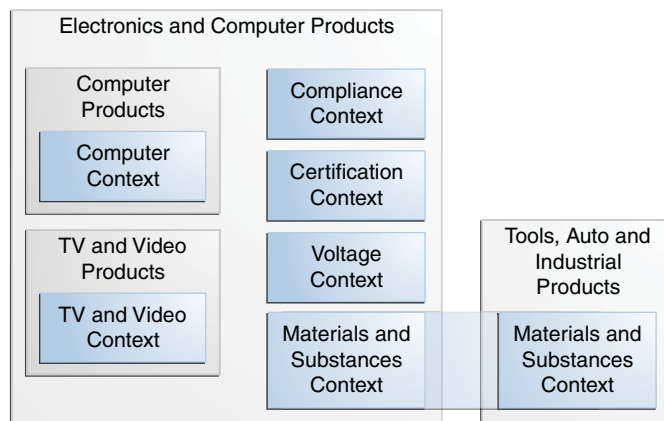 Electronics and Computer Products
Computer
Products
Computer
Context
TV and Video
Products
TV and Video
Context
Compliance
Context
Certification
Context
Voltage
Context
Materials and
Substances
Context
Tools, Auto and
Industrial
Products
Materials and
Substances
Context